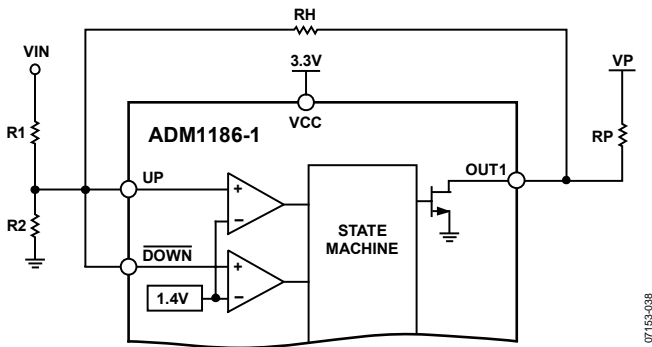 RH
VIN
3.3V
VP
R1
VCC
RP
ADM1186-1
UP
OUT1
R2
STATE
MACHINE
DOWN
1.4V
+
−
+
−
07153-038